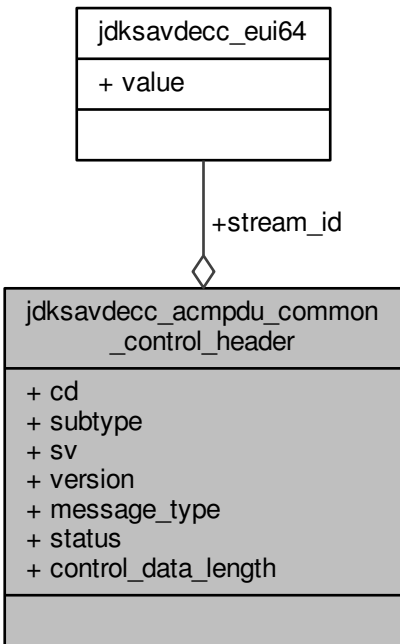 jdksavdecc_eui64
+ value
+stream_id
jdksavdecc_acmpdu_common
_control_header
+ cd
+ subtype
+ sv
+ version
+ message_type
+ status
+ control_data_length